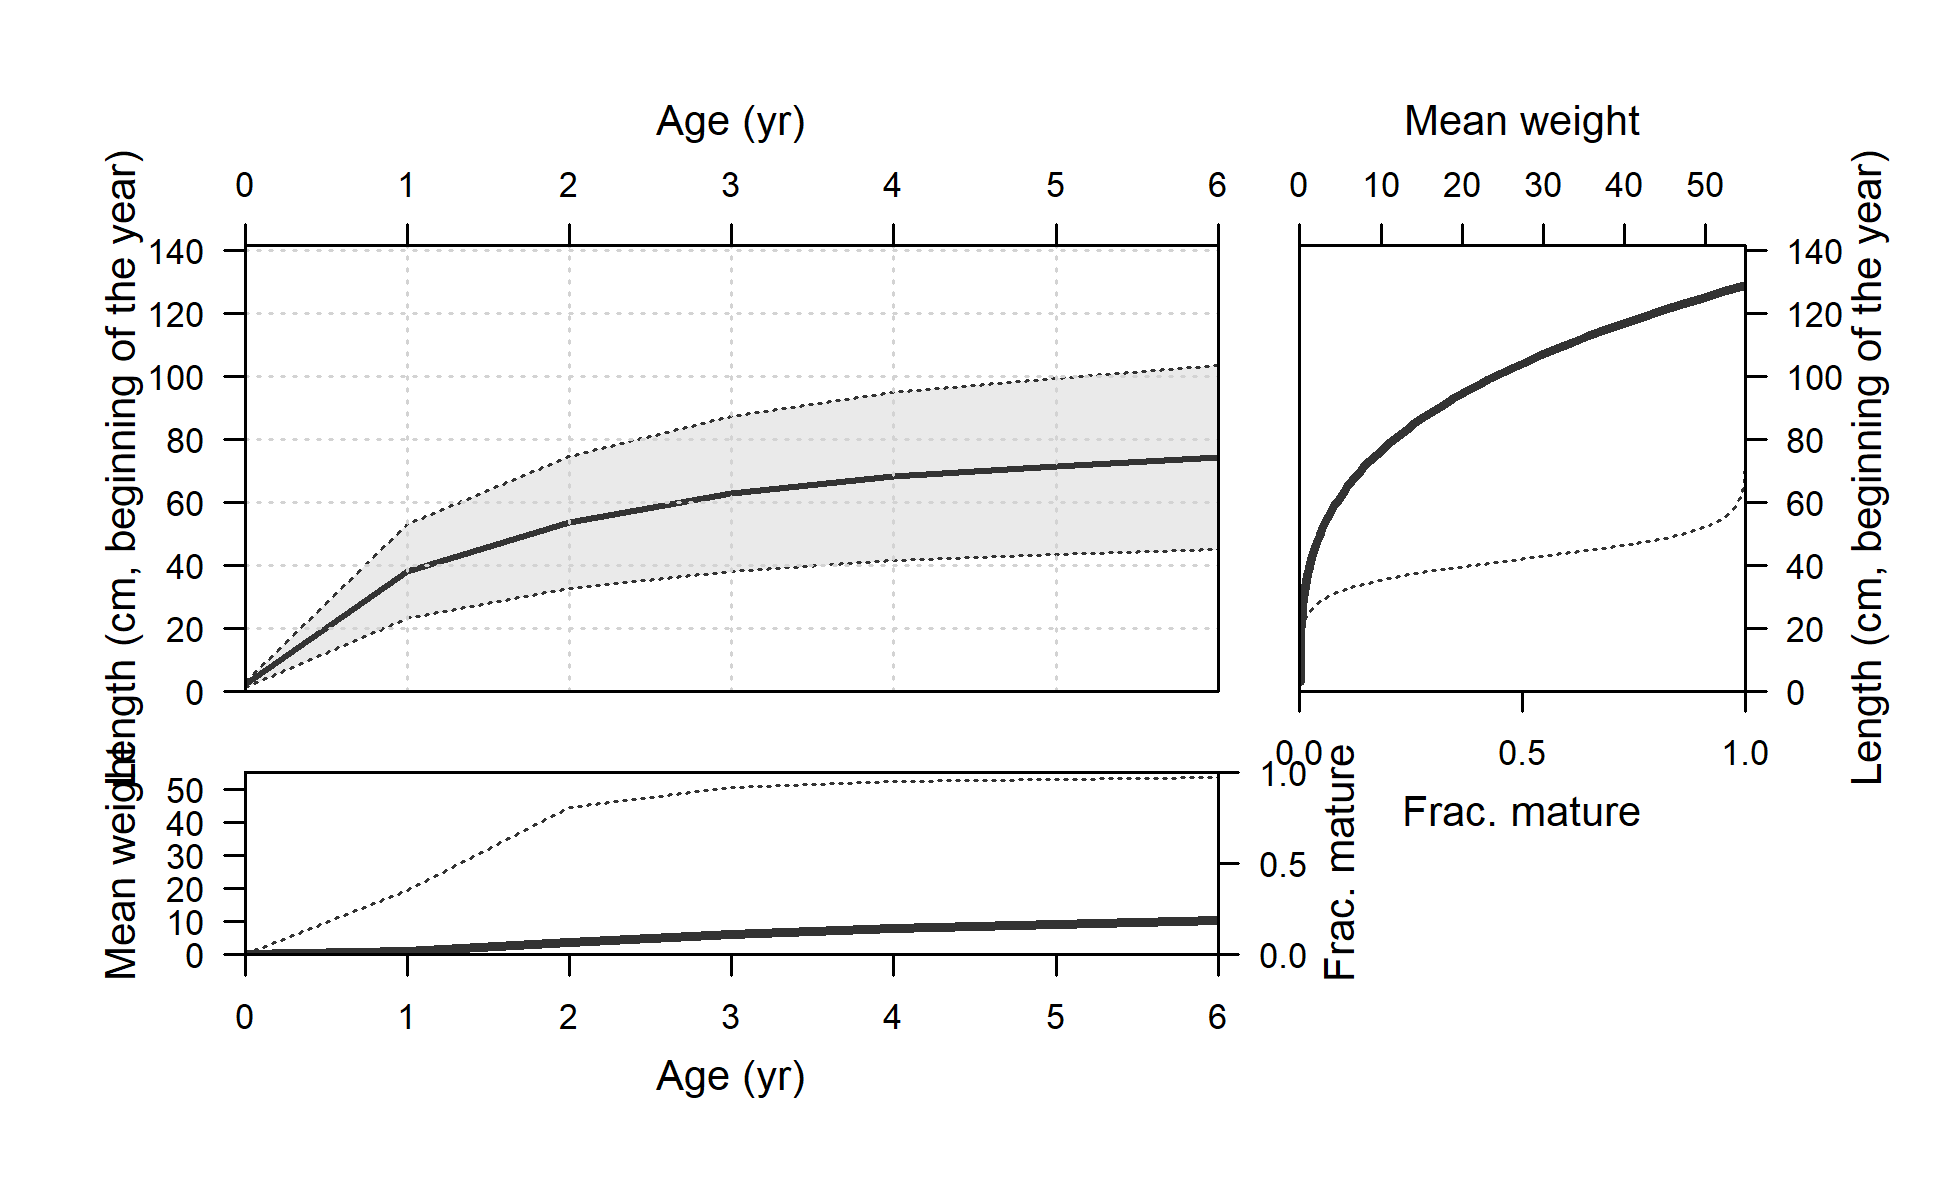 Age (yr)
0 1 2 3 4 5 6
Length (cm, beginning of the year)
140
120
100
80
60
40
20
0
Mean weight
0 10 20 30 40 50
140
120
100
80
60
40
20
0
Length (cm, beginning of the year)
0.0 0.5 1.0
Frac. mature
Mean weight
50
40
30
20
10
0
1.0
0.5
0.0
Frac. mature
0 1 2 3 4 5 6
Age (yr)